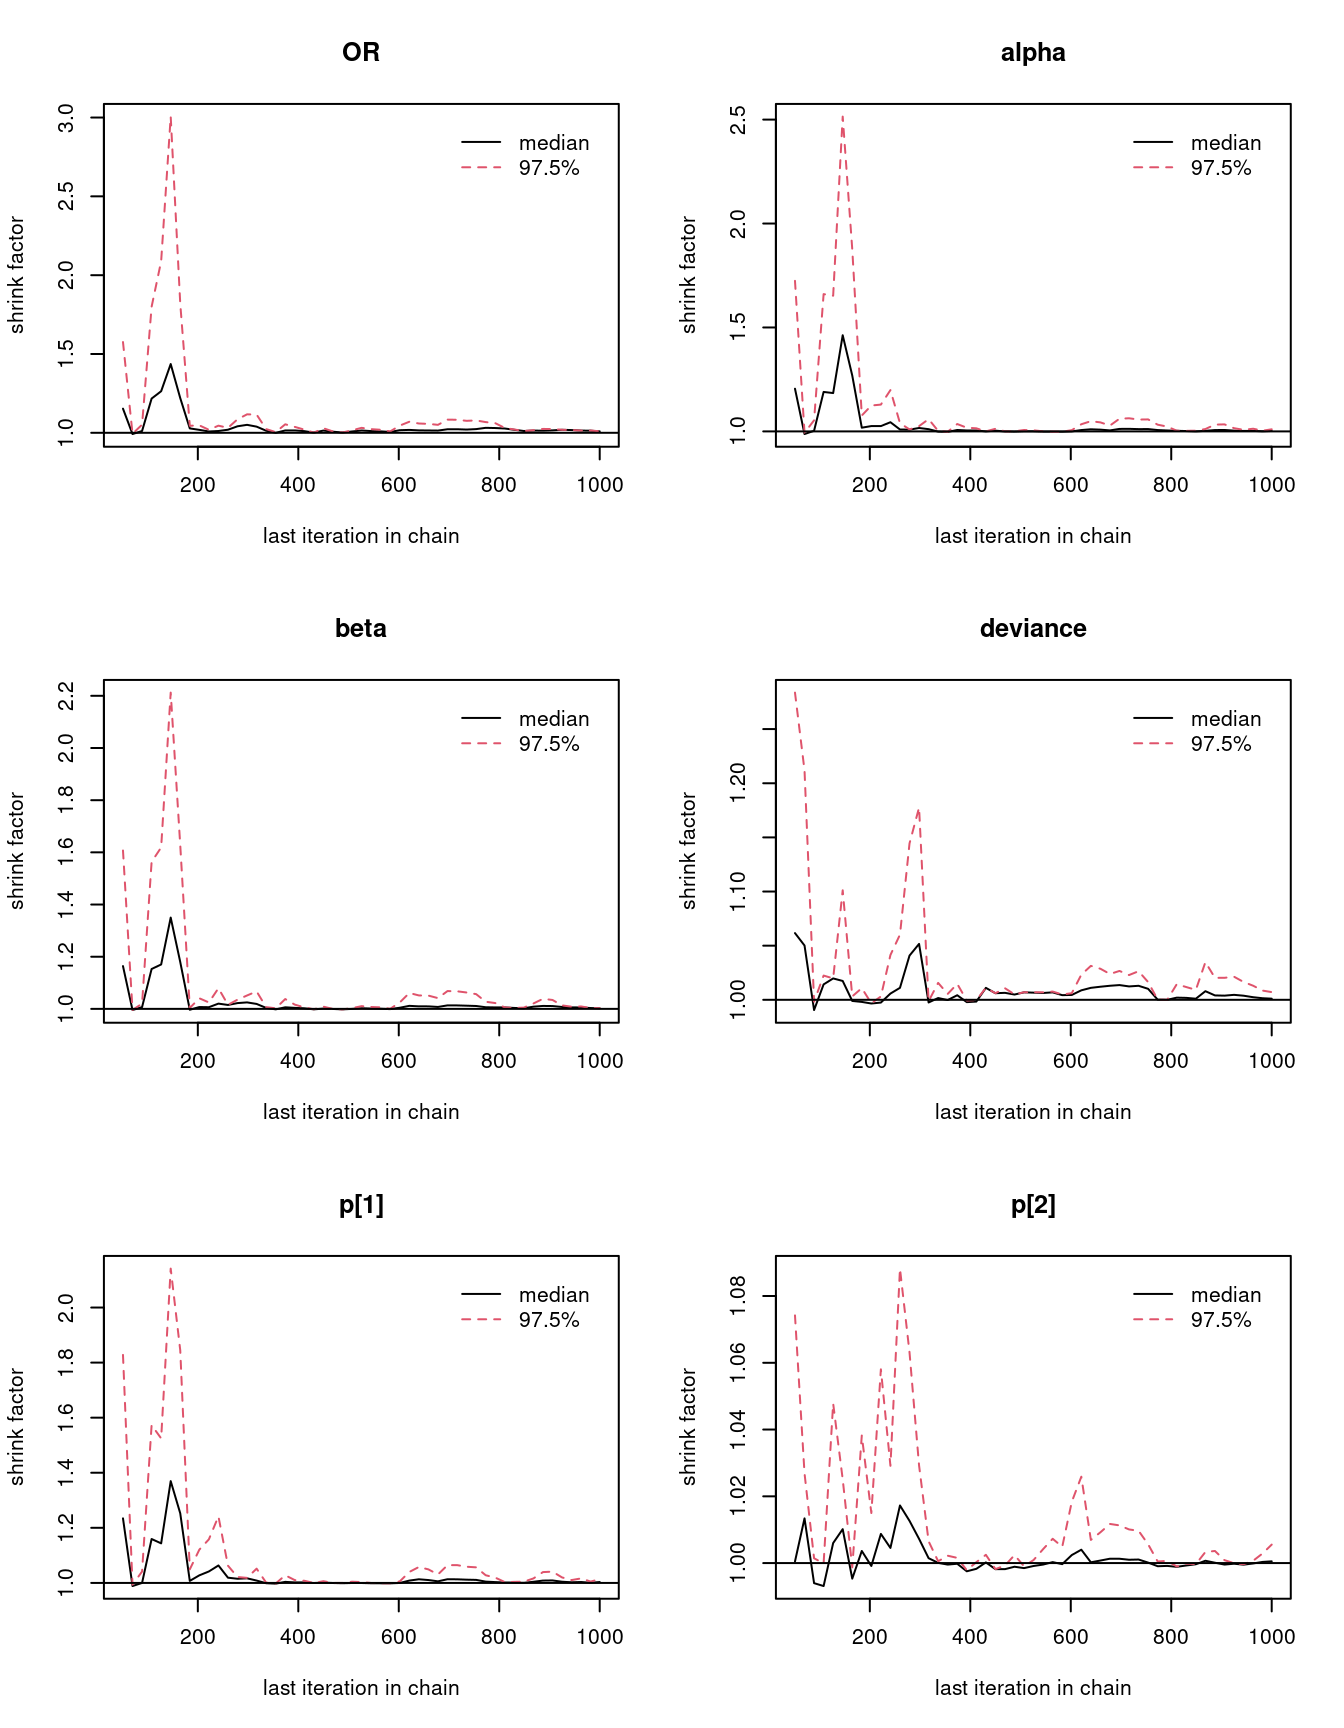 OR
3.0
2.5
2.0
1.5
1.0
shrink factor
median
97.5%
200 400 600 800 1000
last iteration in chain
alpha
2.5
2.0
1.5
1.0
shrink factor
median
97.5%
200 400 600 800 1000
last iteration in chain
beta
2.2
2.0
1.8
1.6
1.4
1.2
1.0
shrink factor
median
97.5%
200 400 600 800 1000
last iteration in chain
deviance
1.20
1.10
1.00
shrink factor
median
97.5%
200 400 600 800 1000
last iteration in chain
p[1]
2.0
1.8
1.6
1.4
1.2
1.0
shrink factor
median
97.5%
200 400 600 800 1000
last iteration in chain
p[2]
1.08
1.06
1.04
1.02
1.00
shrink factor
median
97.5%
200 400 600 800 1000
last iteration in chain